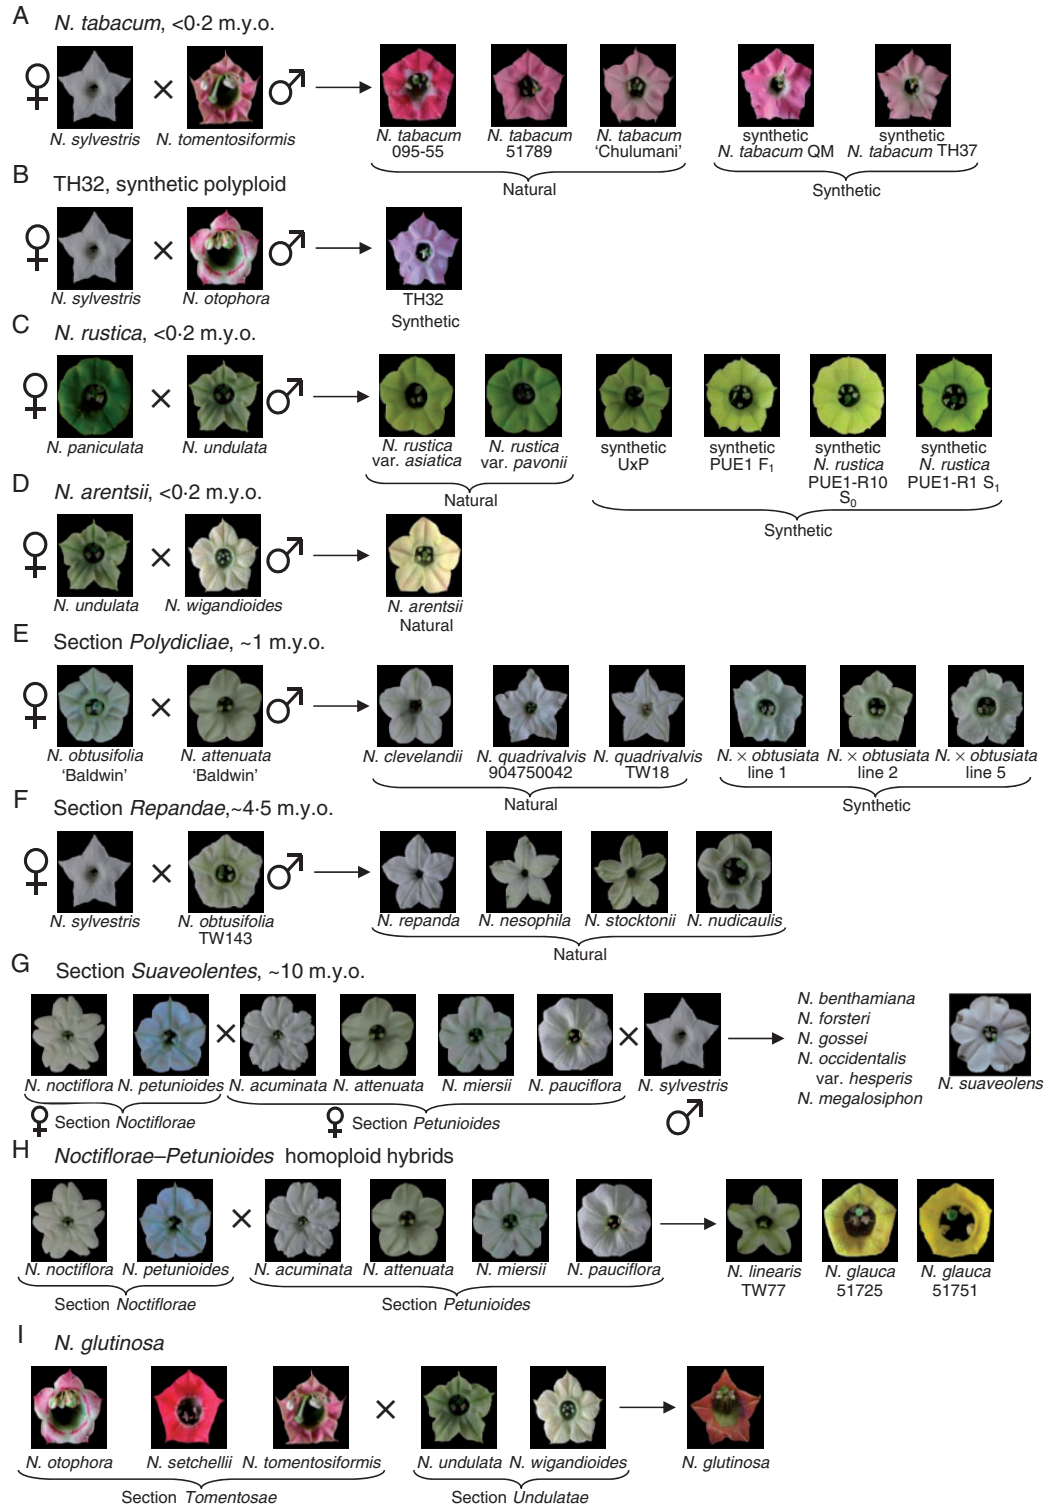 A N. tabacum, <0·2 m.y.o.
N. sylvestris N. tomentosiformis N. tabacum 095-55 N. tabacum 51789 N. tabacum 'Chulumani' synthetic N. tabacum QM synthetic N. tabacum TH37
Natural Synthetic
B TH32, synthetic polyploid
N. sylvestris N. otophora TH32
Synthetic
C N. rustica, <0·2 m.y.o.
N. paniculata N. undulata N. rustica var. asiatica N. rustica var. pavonii synthetic UxP synthetic PUE1 F1 synthetic N. rustica PUE1-R10 S0 synthetic N. rustica PUE1-R1 S1
Natural Synthetic
D N. arentsii, <0·2 m.y.o.
N. undulata N. wigandioides N. arentsii
Natural
E Section Polydicliae, ~1 m.y.o.
N. obtusifolia 'Baldwin' N. attenuata 'Baldwin' N. clevelandii N. quadrivalvis 904750042 N. quadrivalvis TW18 N. × obtusiata line 1 N. × obtusiata line 2 N. × obtusiata line 5
Natural Synthetic
F Section Repandae,~4·5 m.y.o.
N. sylvestris N. obtusifolia TW143 N. repanda N. nesophila N. stocktonii N. nudicaulis
Natural
G Section Suaveolentes, ~10 m.y.o.
N. noctiflora N. petunioides N. acuminata N. attenuata N. miersii N. pauciflora N. sylvestris
Section Noctiflorae Section Petunioides
N. benthamiana
N. forsteri
N. gossei
N. occidentalis
var. hesperis
N. megalosiphon
N. suaveolens
H Noctiflorae–Petunioides homoploid hybrids
N. noctiflora N. petunioides N. acuminata N. attenuata N. miersii N. pauciflora N. linearis TW77 N. glauca 51725 N. glauca 51751
Section Noctiflorae Section Petunioides
I N. glutinosa
N. otophora N. setchellii N. tomentosiformis N. undulata N. wigandioides N. glutinosa
Section Tomentosae Section Undulatae